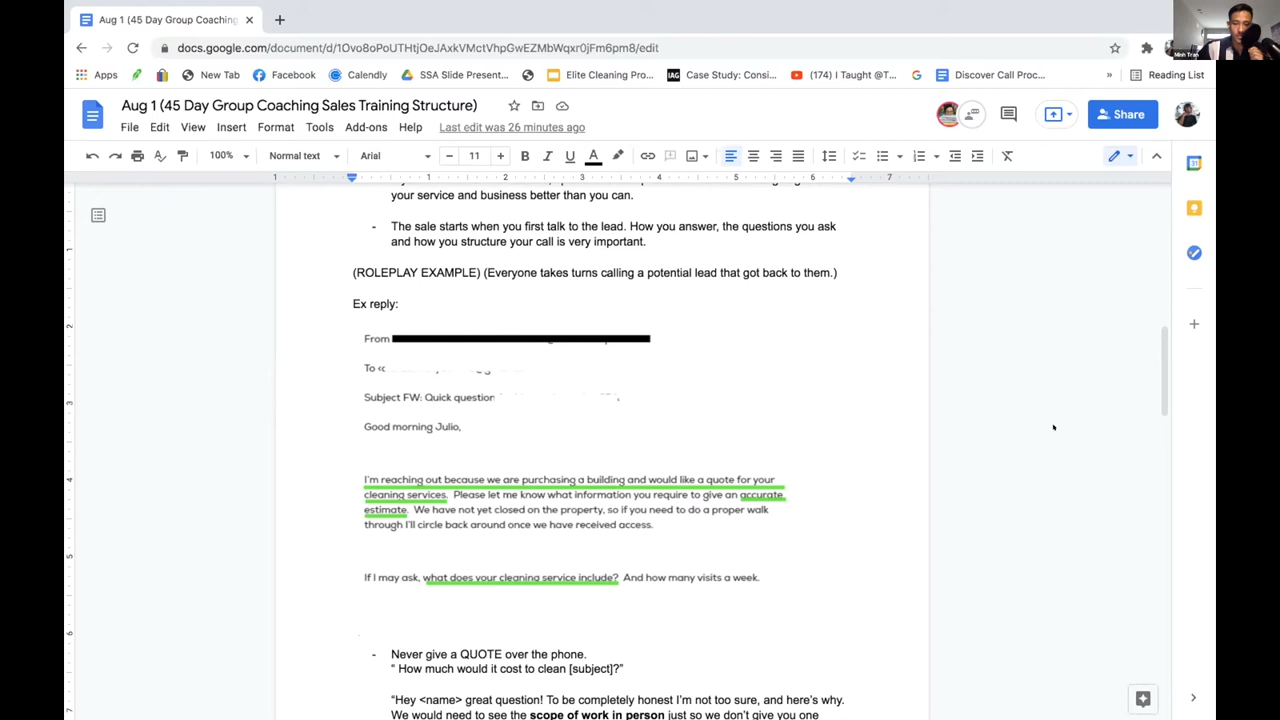 Aug 1 (45 Day Group Coaching
docs.google.com/document/d/1Ovo8oPoUTHtjOeJAxkVMctVhpGwEZMbWqxr0jFm6pm8/edit
Minh Tran
Apps
New Tab
Facebook
Calendly
SSA Slide Present...
Elite Cleaning Pro...
IAG
Case Study: Consi...
(174) I Taught @T...
Discover Call Proc...
»
Reading List
Aug 1 (45 Day Group Coaching Sales Training Structure)
File Edit View Insert Format Tools Add-ons Help Last edit was 26 minutes ago
Share
100% Normal text Arial 11
1 1 2 3 4 5 6 7
your service and business better than you can.
- The sale starts when you first talk to the lead. How you answer, the questions you ask
and how you structure your call is very important.
(ROLEPLAY EXAMPLE) (Everyone takes turns calling a potential lead that got back to them.)
Ex reply:
From
To
Subject FW: Quick question
Good morning Julio,
I'm reaching out because we are purchasing a building and would like a quote for your
cleaning services. Please let me know what information you require to give an accurate
estimate. We have not yet closed on the property, so if you need to do a proper walk
through I'll circle back around once we have received access.
If I may ask, what does your cleaning service include? And how many visits a week.
- Never give a QUOTE over the phone.
" How much would it cost to clean [subject]?"
"Hey <name> great question! To be completely honest I'm not too sure, and here's why.
We would need to see the scope of work in person just so we don't give you one